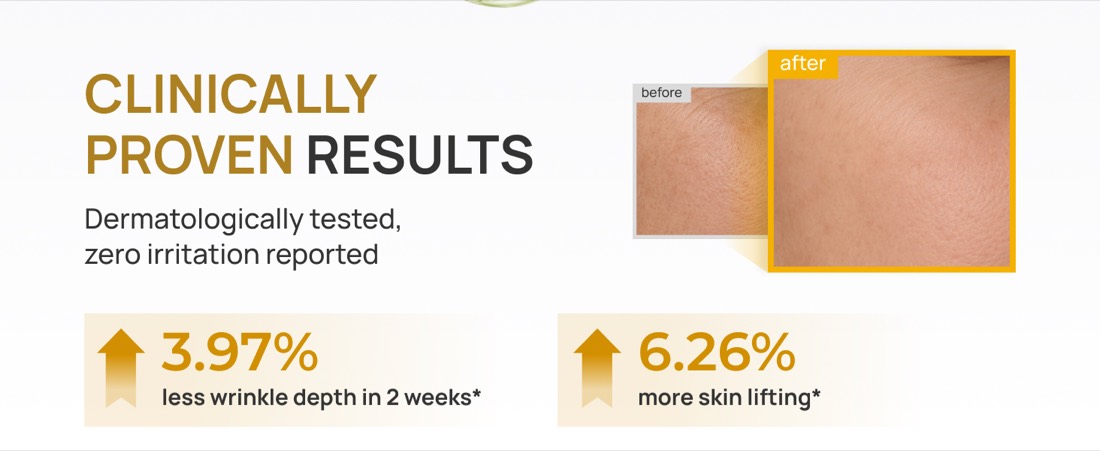 CLINICALLY
PROVEN RESULTS
Dermatologically tested,
zero irritation reported
before
after
3.97%
less wrinkle depth in 2 weeks*
6.26%
more skin lifting*